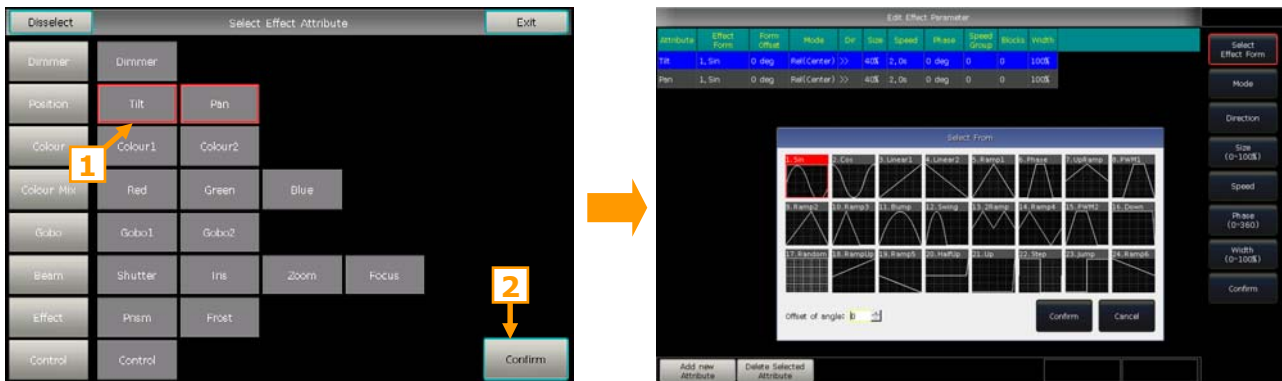 Disselect
Select Effect Attribute
Exit
Dimmer Dimmer
Position Tilt Pan
Colour Colour1 Colour2
1
Colour Mix Red Green Blue
Gobo Gobo1 Gobo2
Beam Shutter Iris Zoom Focus
2
Effect Prism Frost
Control Control
Confirm
Edit Effect Parameter
Attribute Effect Form Form Offset Mode Dir Size Speed Phase Speed Group Blocks Width
Tilt 1, Sin 0 deg Rel(Center) >> 40% 2, 0s 0 deg 0 0 100%
Pan 1, Sin 0 deg Rel(Center) >> 40% 2, 0s 0 deg 0 0 100%
Select From
1. Sin 2. Cos 3. Linear1 4. Linear2 5. Ramp1 6. Phase 7. UpRamp 8. PWM1
9. Ramp2 10. Ramp3 11. Bump 12. Swing 13. 2Ramp 14. Ramp4 15. PWM2 16. Down
17. Random 18. RampUp 19. Ramp5 20. HalfUp 21. Up 22. Step 23. Jump 24. Ramp6
Offset of angle: 0
Confirm
Cancel
Select
Effect Form
Mode
Direction
Size
(0~100%)
Speed
Phase
(0~360)
Width
(0~100%)
Confirm
Add new
Attribute
Delete Selected
Attribute